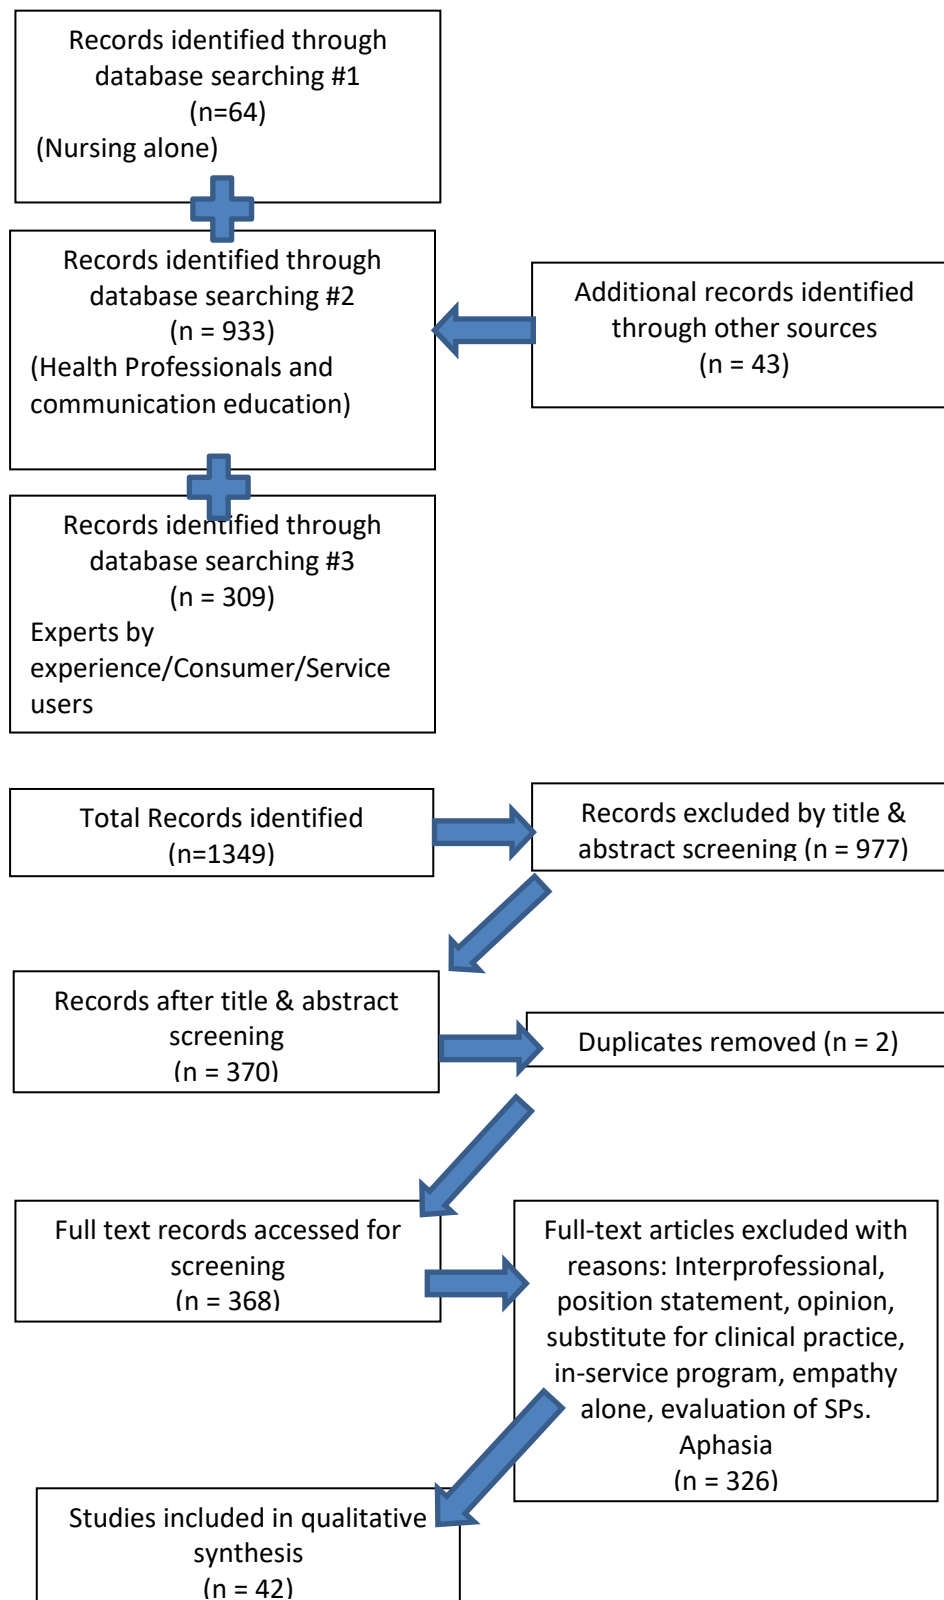 Records identified through
database searching #1
(n=64)
(Nursing alone)
Records identified through
database searching #2
(n = 933)
(Health Professionals and
communication education)
Additional records identified
through other sources
(n = 43)
Records identified through
database searching #3
(n = 309)
Experts by
experience/Consumer/Service
users
Total Records identified
(n=1349)
Records excluded by title &
abstract screening (n = 977)
Records after title & abstract
screening
(n = 370)
Duplicates removed (n = 2)
Full text records accessed for
screening
(n = 368)
Full-text articles excluded with
reasons: Interprofessional,
position statement, opinion,
substitute for clinical practice,
in-service program, empathy
alone, evaluation of SPs.
Aphasia
(n = 326)
Studies included in qualitative
synthesis
(n = 42)